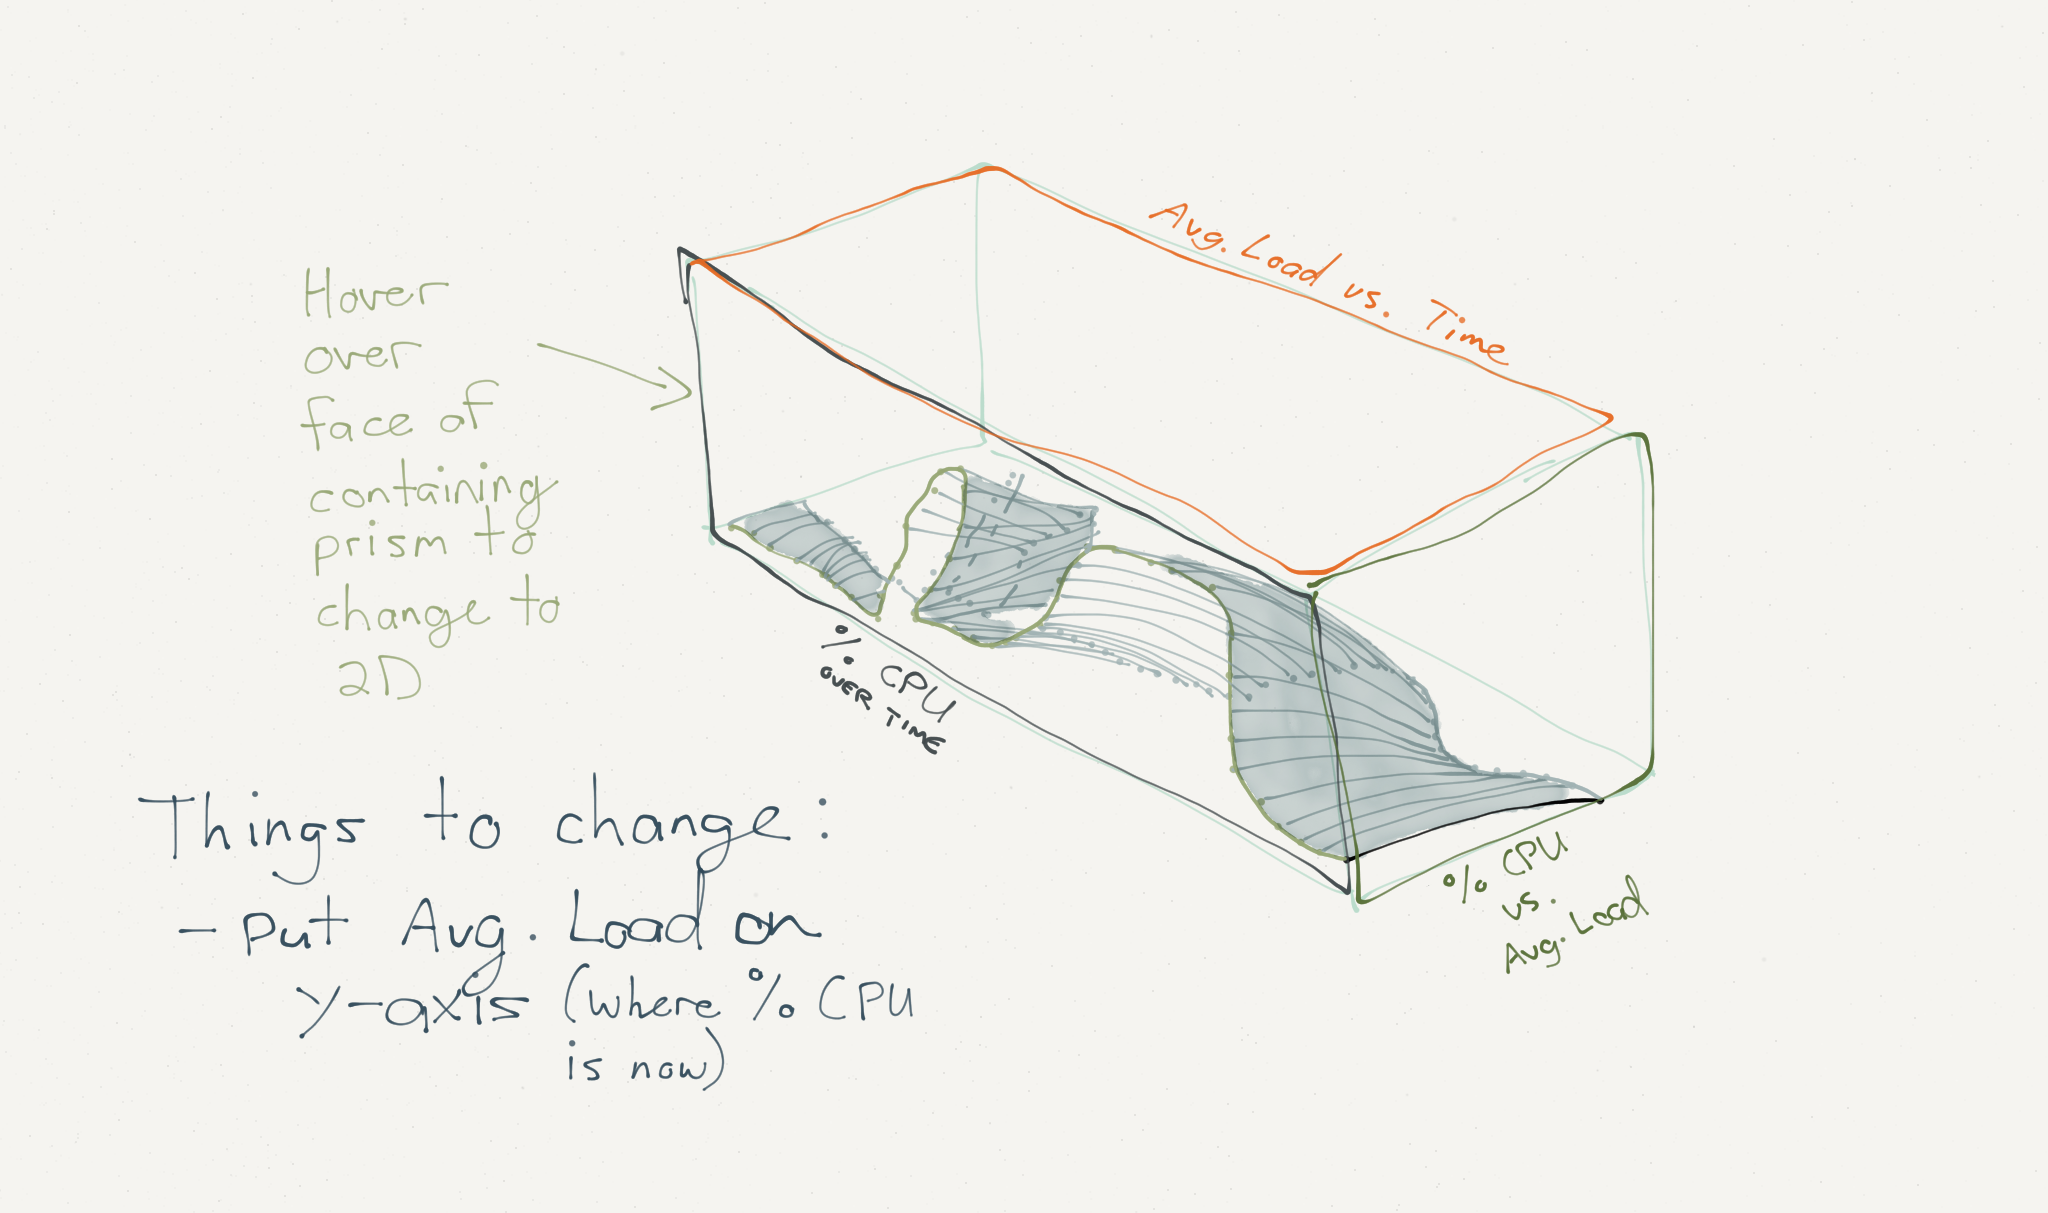 Avg. Load vs. Time
Hover
over
face of
containing
prism to
change to
2D
% CPU
OVER TIME
% CPU
vs.
Avg. Load
Things to change:
- put Avg. Load on
y-axis (where % CPU
is now)